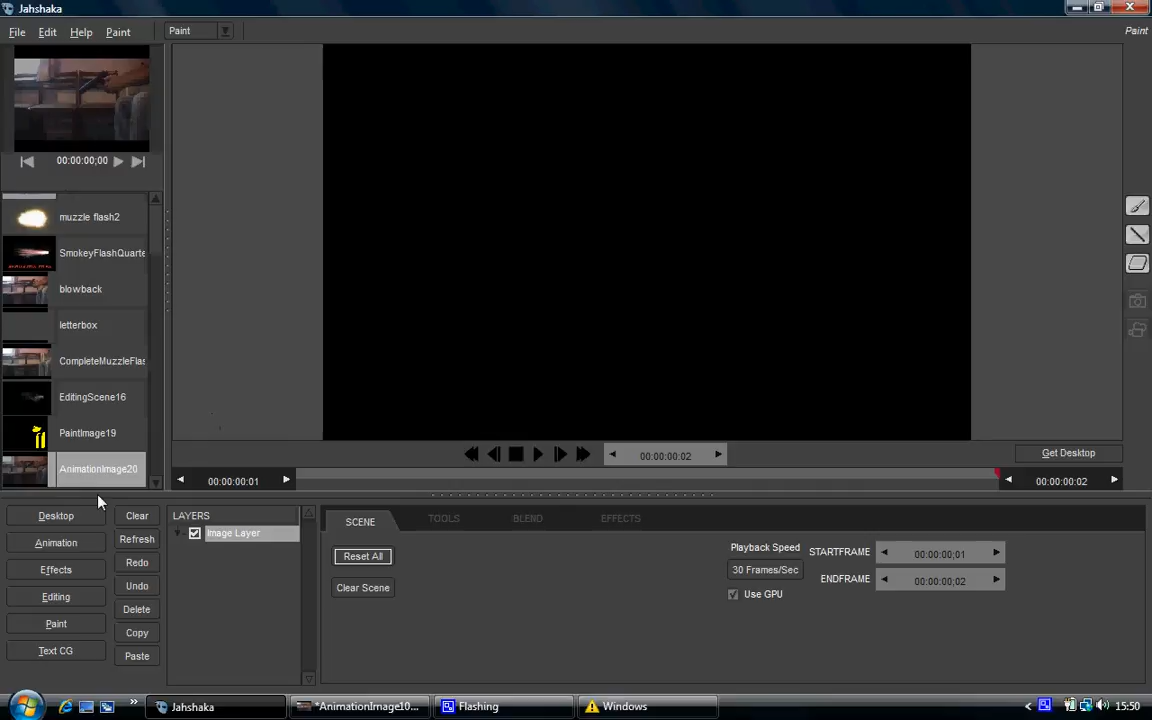 Jahshaka
File Edit Help Paint
Paint
Paint
00:00:00;00
muzzle flash2
SmokeyFlashQuarte
blowback
letterbox
CompleteMuzzleFlas
EditingScene16
PaintImage19
AnimationImage20
00:00:00:02
Get Desktop
00:00:00:01
00:00:00:02
Desktop
Animation
Effects
Editing
Paint
Text CG
Clear
Refresh
Redo
Undo
Delete
Copy
Paste
LAYERS
Image Layer
SCENE TOOLS BLEND EFFECTS
Reset All
Clear Scene
Playback Speed
30 Frames/Sec
Use GPU
STARTFRAME 00:00:00;01
ENDFRAME 00:00:00;02
Jahshaka
*AnimationImage10...
Flashing
Windows
15:50